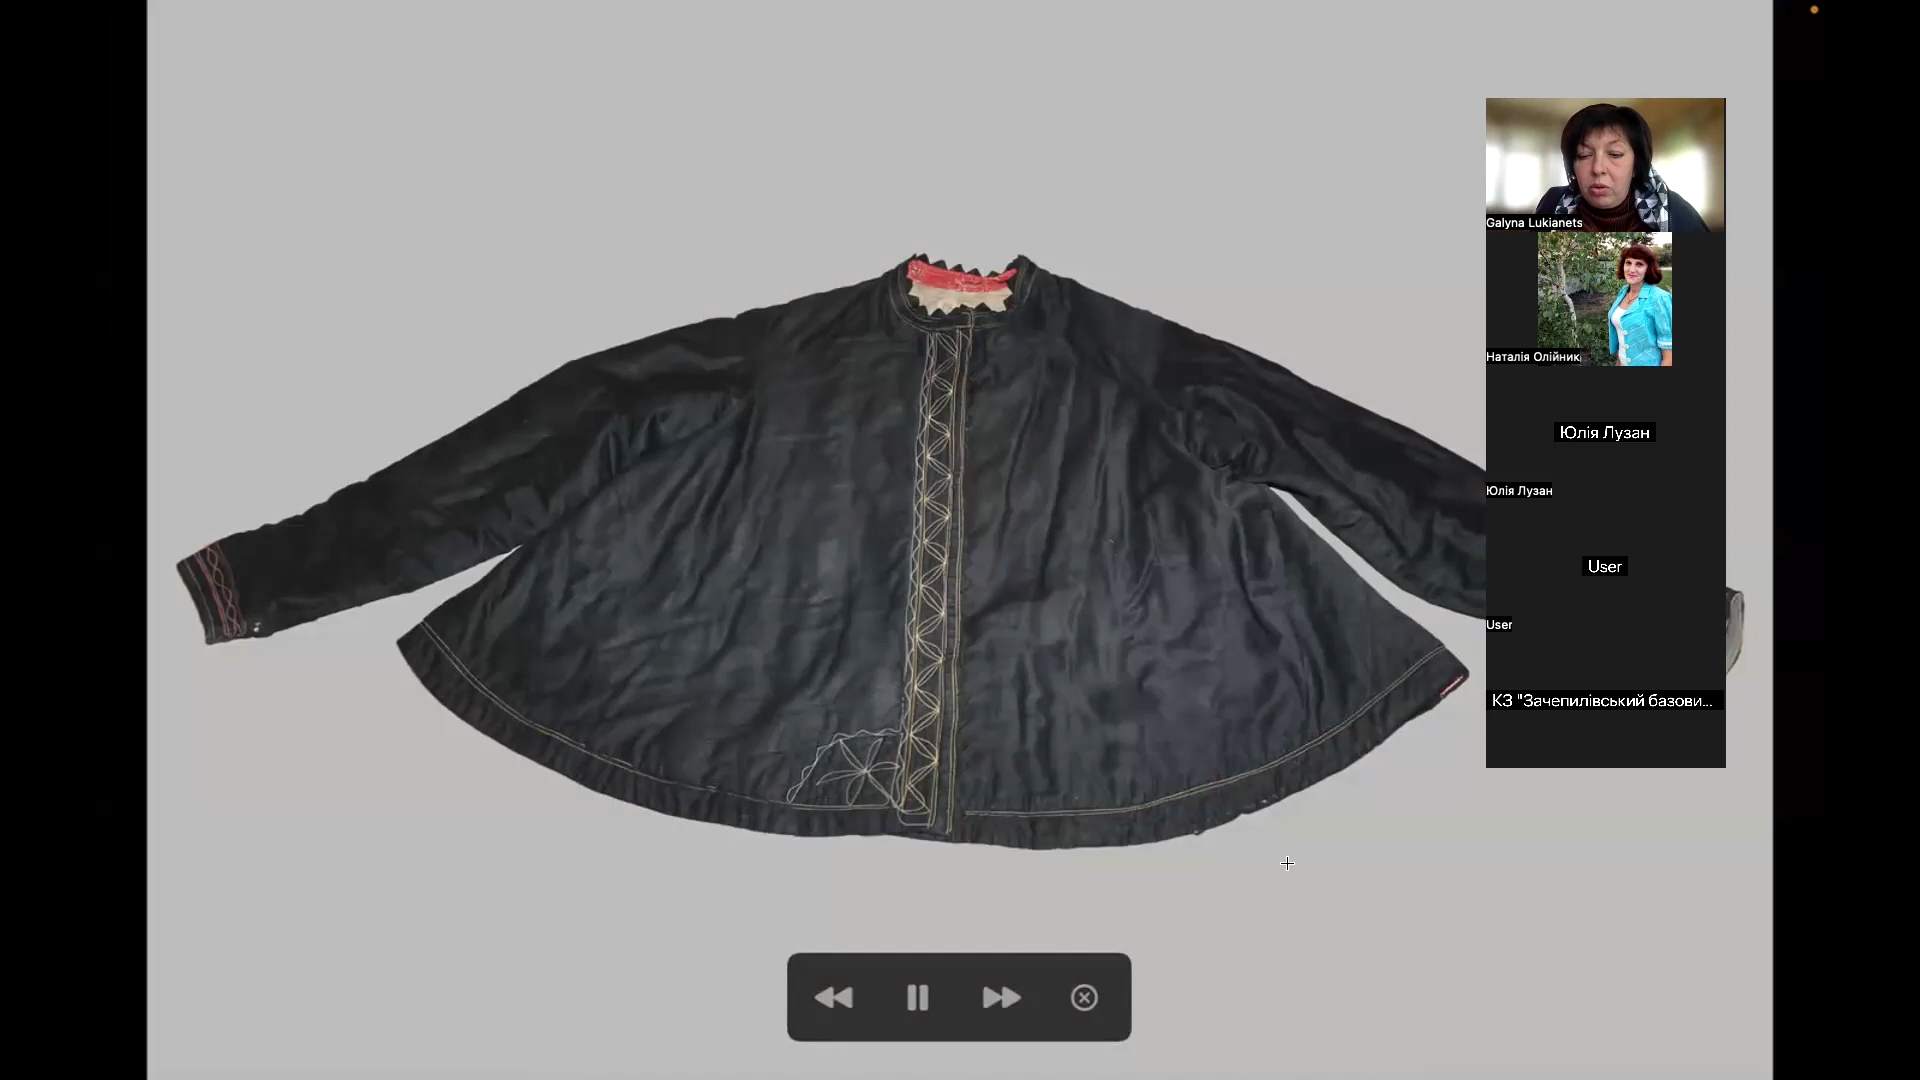 Galyna Lukianets
Наталія Олійник
Юлія Лузан
Юлія Лузан
User
User
КЗ "Зачепилівський базови...